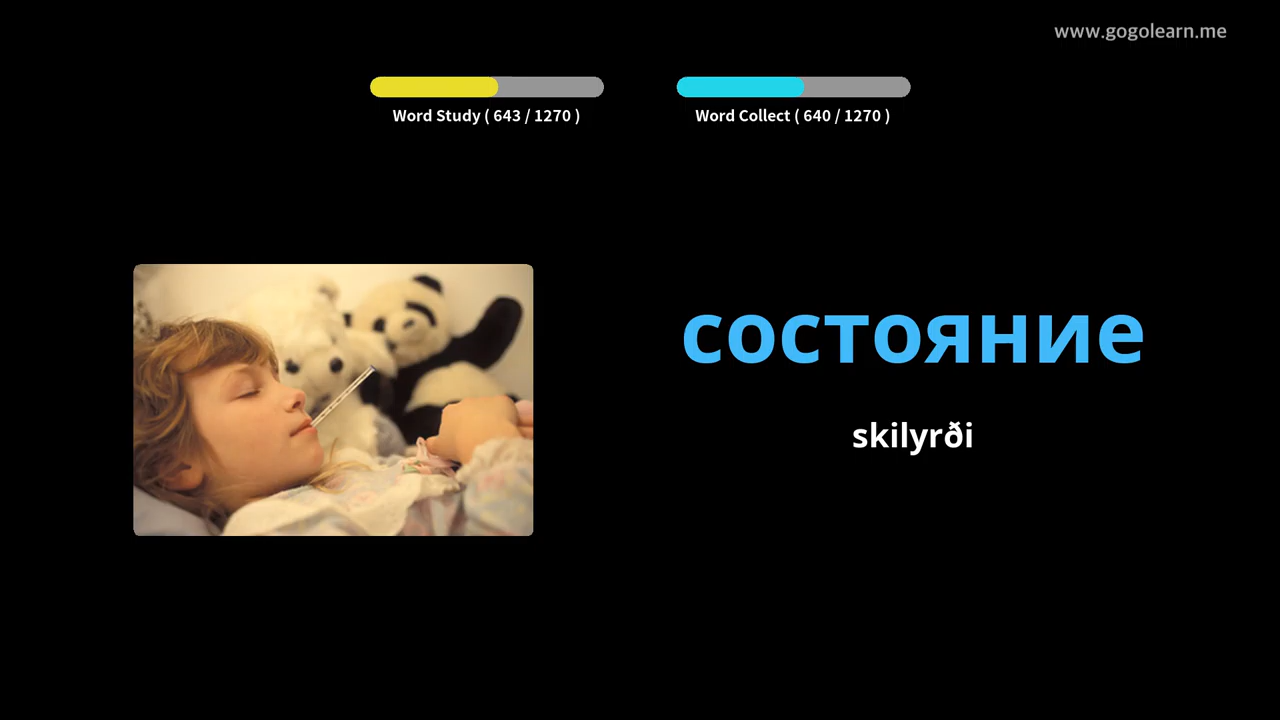 www.gogolearn.me
Word Study ( 643 / 1270 )
Word Collect ( 640 / 1270 )
состояние
skilyrði